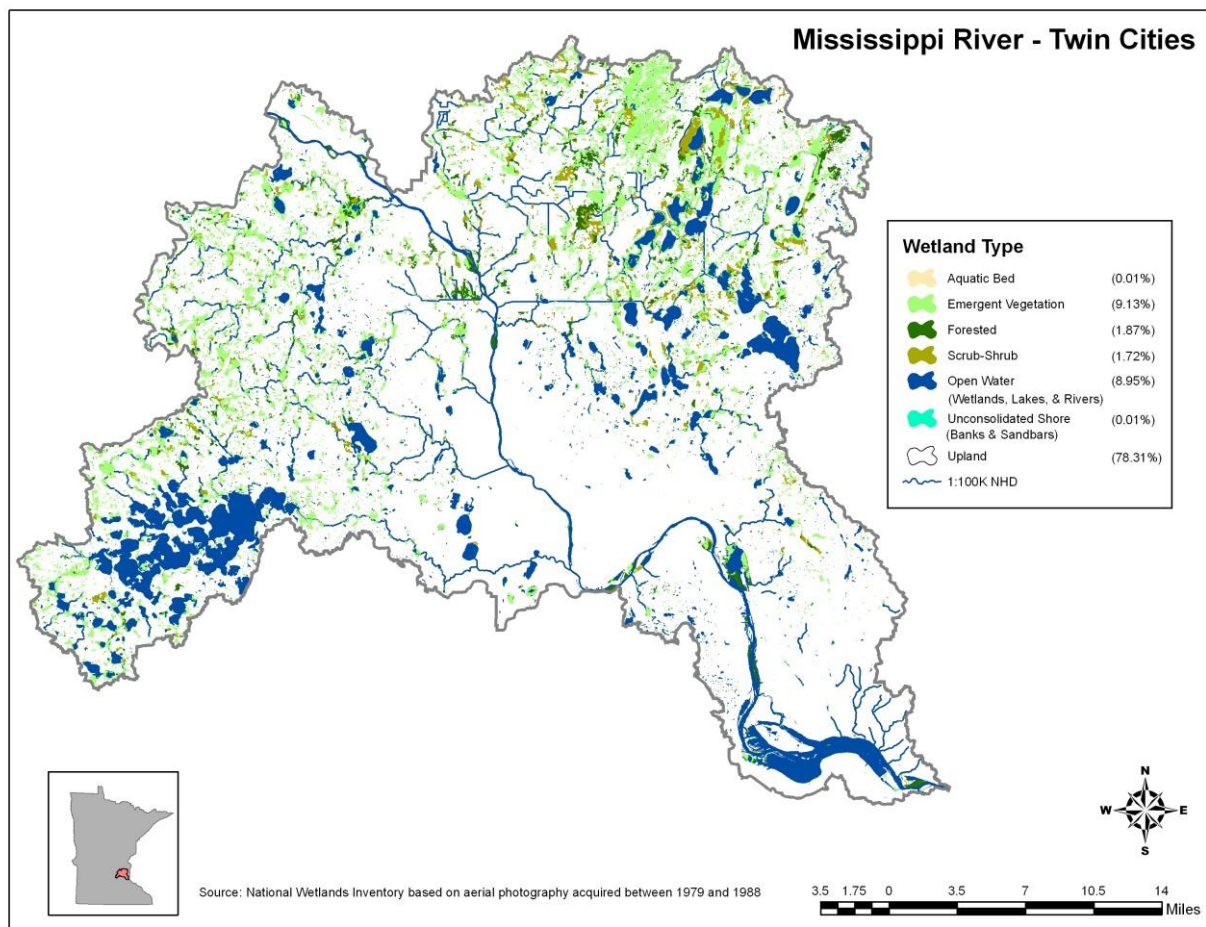 Mississippi River - Twin Cities
Wetland Type
Aquatic Bed (0.01%)
Emergent Vegetation (9.13%)
Forested (1.87%)
Scrub-Shrub (1.72%)
Open Water (8.95%)
(Wetlands, Lakes, & Rivers)
Unconsolidated Shore (0.01%)
(Banks & Sandbars)
Upland (78.31%)
1:100K NHD
N
W E
S
Source: National Wetlands Inventory based on aerial photography acquired between 1979 and 1988
3.5 1.75 0 3.5 7 10.5 14
Miles